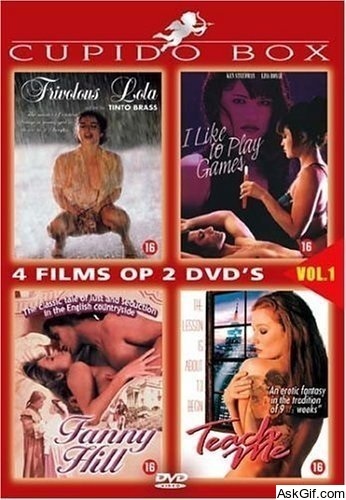 CUPIDO BOX
Frivolous Lola
TINTO BRASS
KEN STEADMAN LISA BOYLE
I Like
to Play
Games
16
16
4 FILMS OP 2 DVD'S
VOL.1
The classic tale of lust and seduction
in the English countryside
Fanny
Hill
16
THE
LESSON
IS
ABOUT
TO
BEGIN
"An erotic fantasy
in the tradition
of 9 1/2 weeks"
Teach
Me
16
DVD
VIDEO
AskGif.com